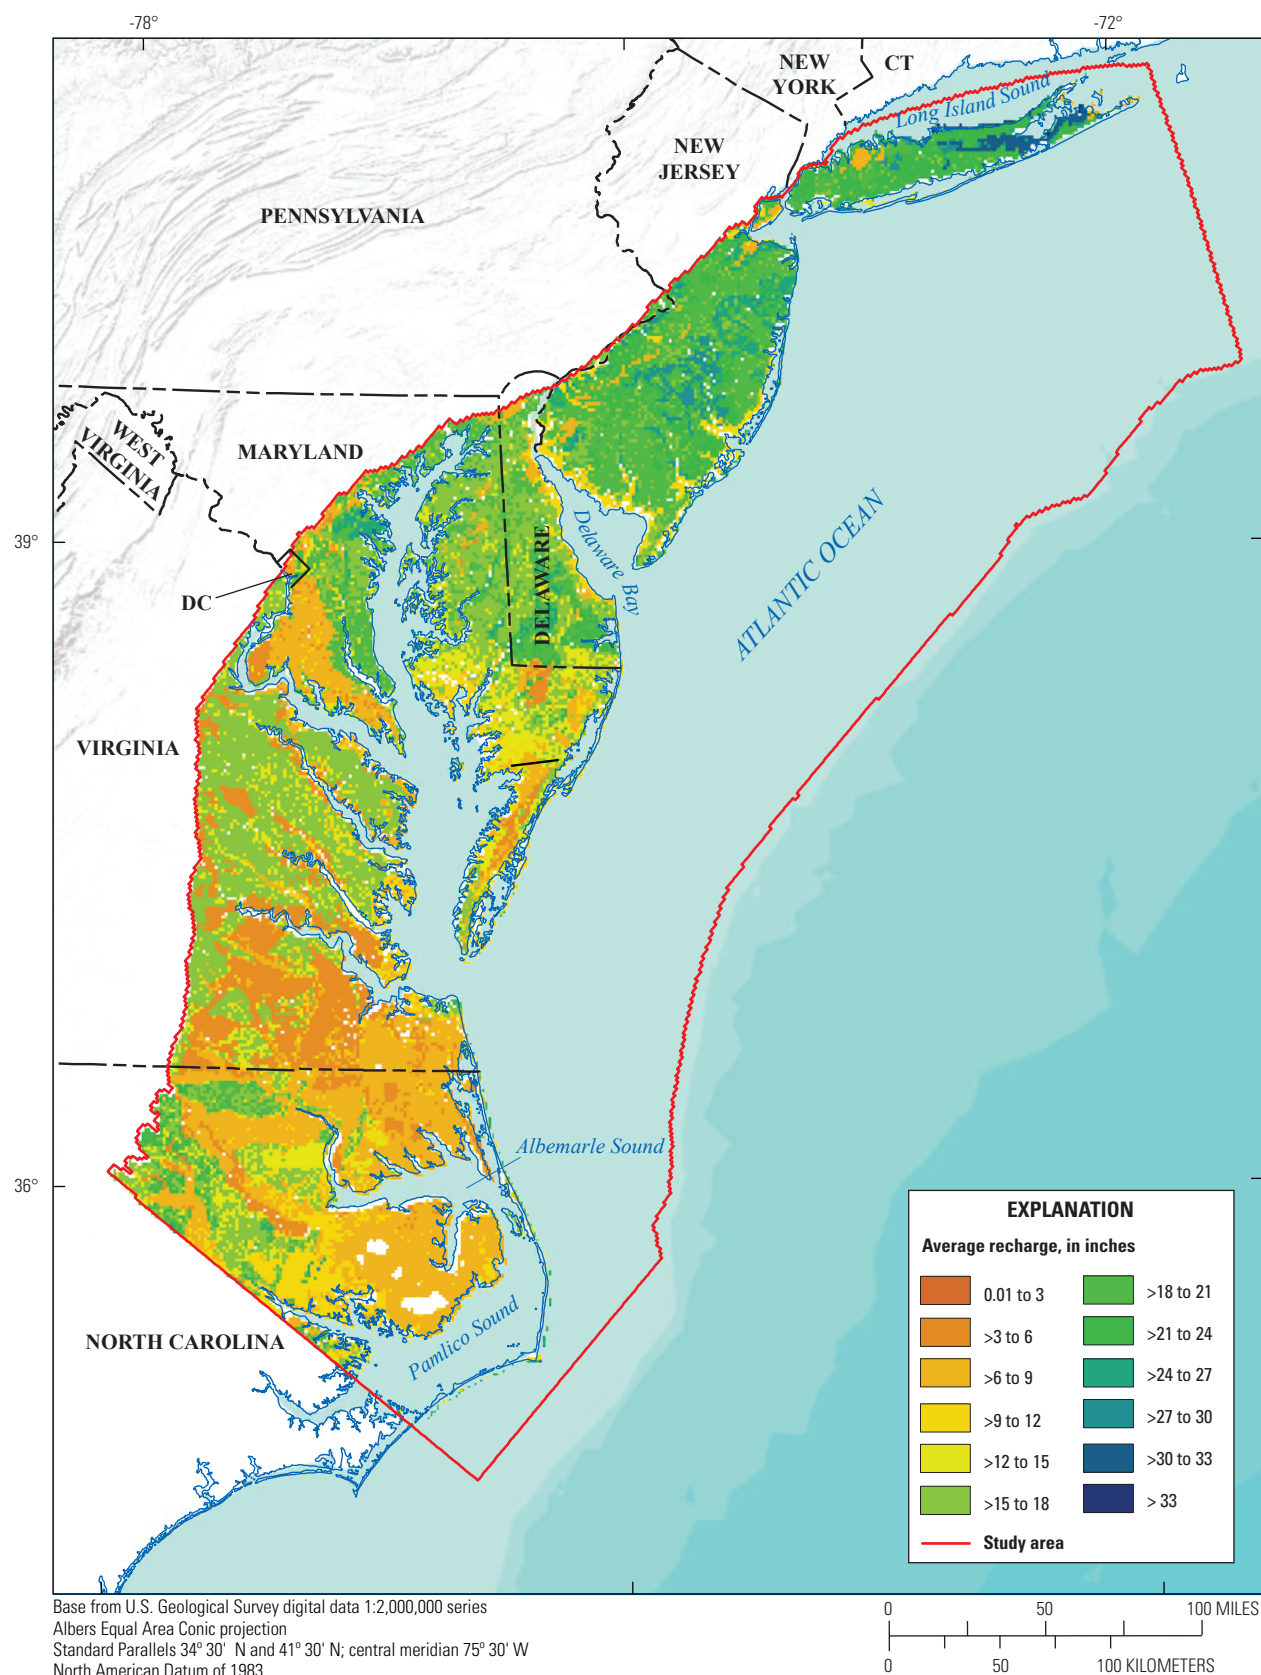 -78°
-72°
NEW
YORK
CT
Long Island Sound
NEW
JERSEY
PENNSYLVANIA
WEST
VIRGINIA
MARYLAND
39°
DC
DELAWARE
Delaware Bay
ATLANTIC OCEAN
VIRGINIA
Albemarle Sound
36°
NORTH CAROLINA
Pamlico Sound
EXPLANATION
Average recharge, in inches
0.01 to 3
>3 to 6
>6 to 9
>9 to 12
>12 to 15
>15 to 18
>18 to 21
>21 to 24
>24 to 27
>27 to 30
>30 to 33
> 33
Study area
Base from U.S. Geological Survey digital data 1:2,000,000 series
Albers Equal Area Conic projection
Standard Parallels 34° 30' N and 41° 30' N; central meridian 75° 30' W
North American Datum of 1983
0 50 100 MILES
0 50 100 KILOMETERS